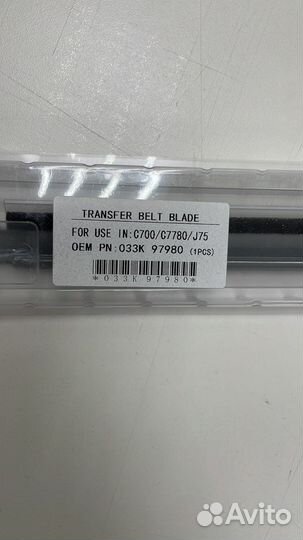 TRANSFER BELT BLADE
FOR USE IN:C700/C7780/J75
OEM PN:033K 97980 (1PCS)
*033K 97980*
Avito